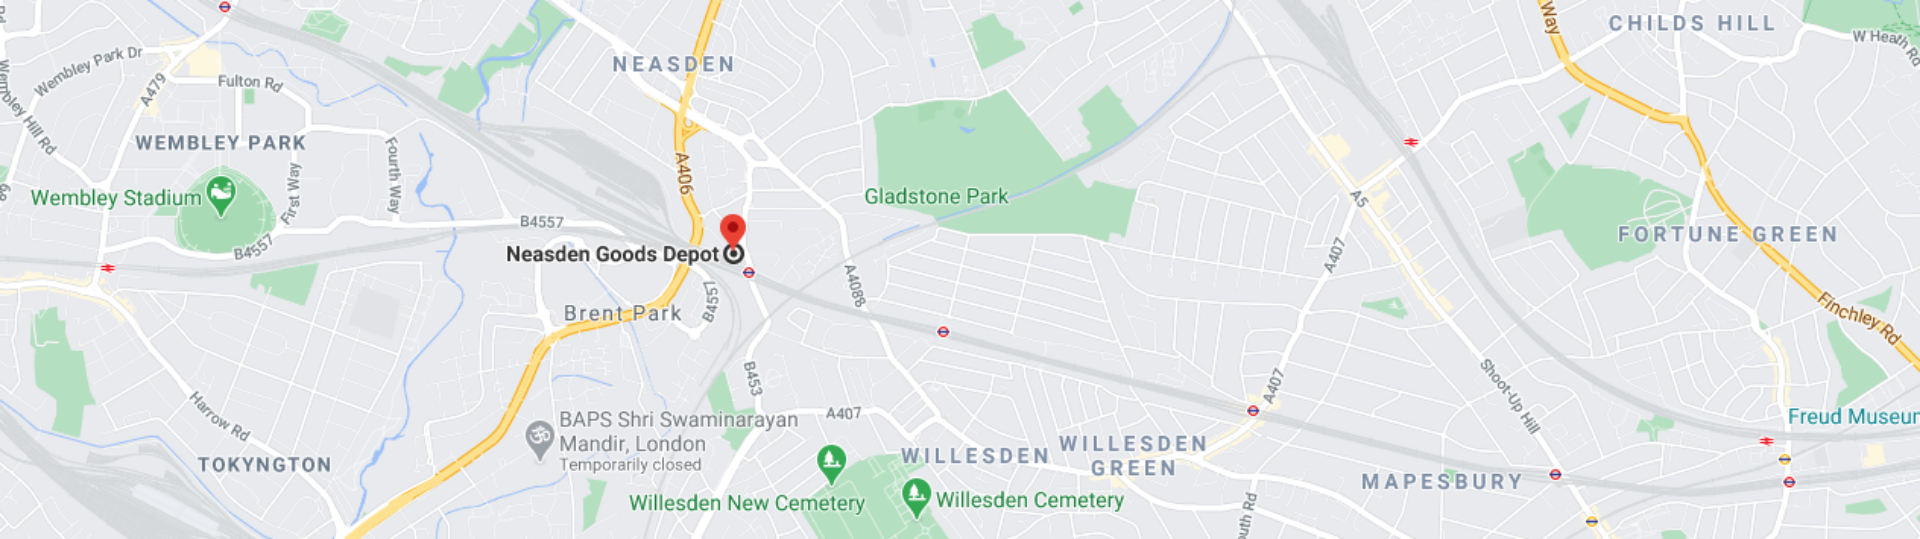 Way
CHILDS HILL
W Heath Rd
NEASDEN
Wembley Park Dr
A479
Fulton Rd
Wembley Hill Rd
WEMBLEY PARK
Fourth Way
A406
First Way
Wembley Stadium
Gladstone Park
A5
B4557
B4557
A407
FORTUNE GREEN
Neasden Goods Depot
A4088
B4557
Brent Park
Finchley Rd
B453
A407
Shoot-Up Hill
Harrow Rd
A407
Freud Museum
BAPS Shri Swaminarayan
Mandir, London
Temporarily closed
TOKYNGTON
WILLESDEN
WILLESDEN
GREEN
MAPESBURY
Willesden New Cemetery
Willesden Cemetery
outh Rd